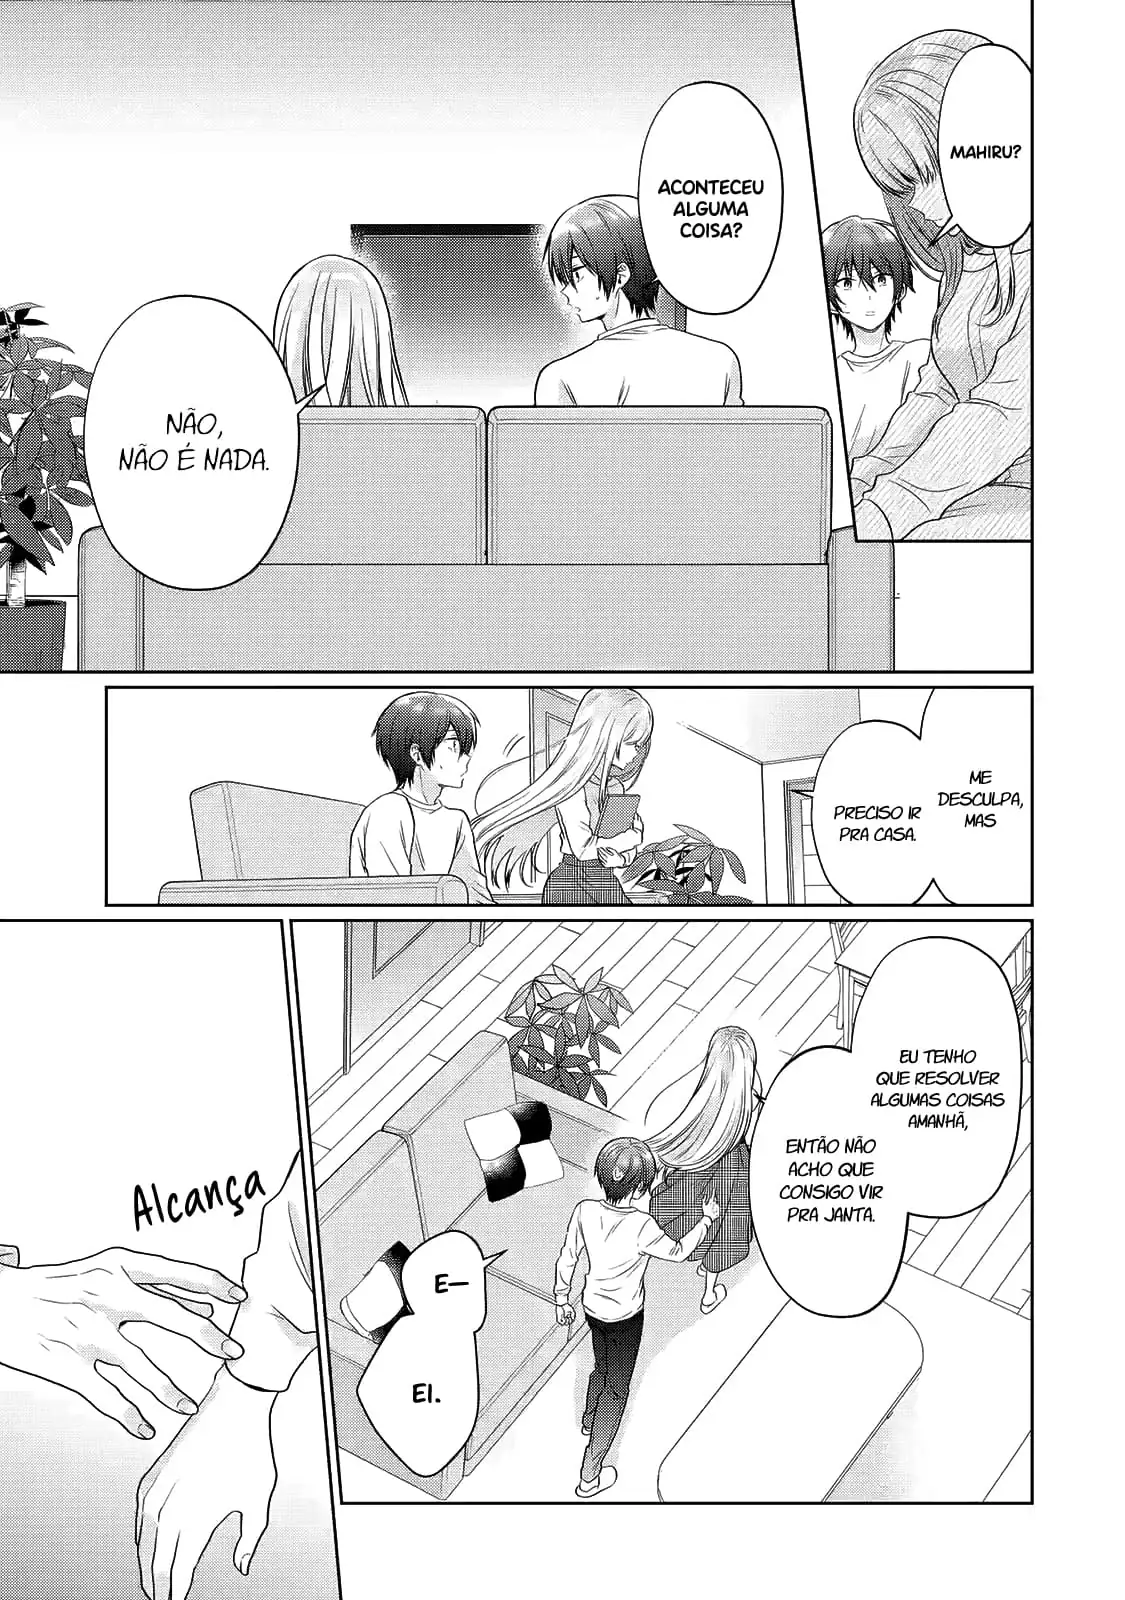 MAHIRU?
ACONTECEU
ALGUMA
COISA?
NÃO,
NÃO É NADA.
ME
DESCULPA,
MAS
PRECISO IR
PRA CASA.
EU TENHO
QUE RESOLVER
ALGUMAS COISAS
AMANHÃ,
ENTÃO NÃO
ACHO QUE
CONSIGO VIR
PRA JANTA.
E—
EI.
Alcança